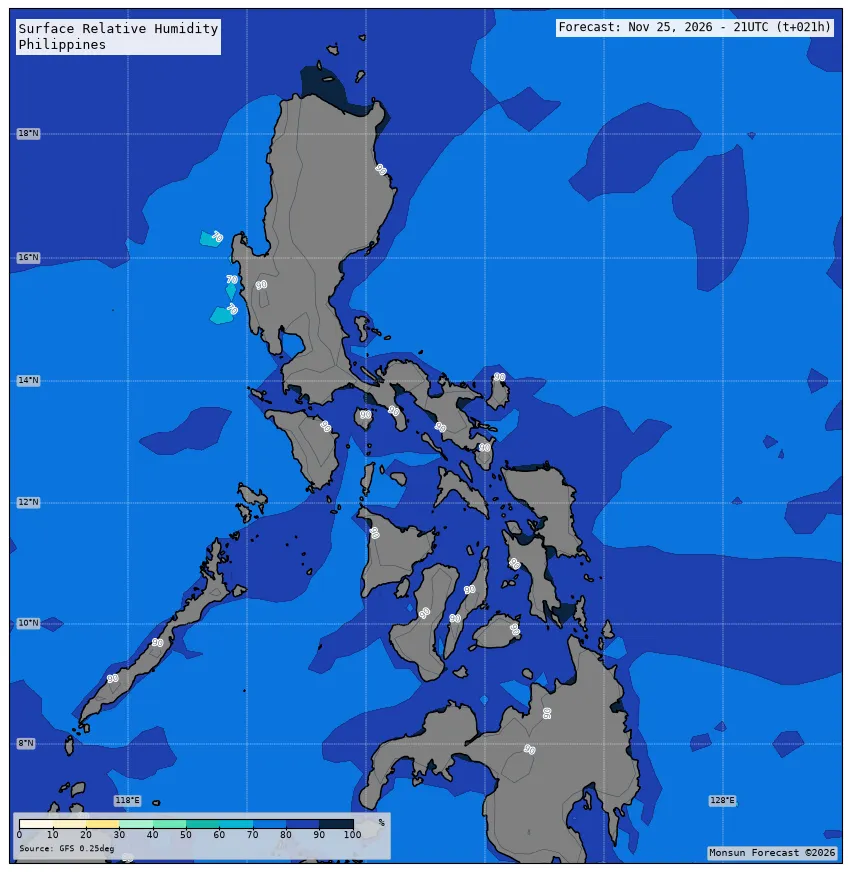 Surface Relative Humidity
Philippines
Forecast: Nov 25, 2026 - 21UTC (t+021h)
18°N
90
70
16°N
70
90
70
14°N
90
90
90
90
90
90
12°N
90
90
90
90
10°N
90
90
90
90
90
8°N
90
118°E
128°E
%
0 10 20 30 40 50 60 70 80 90 100
Source: GFS 0.25deg
Monsun Forecast ©2026